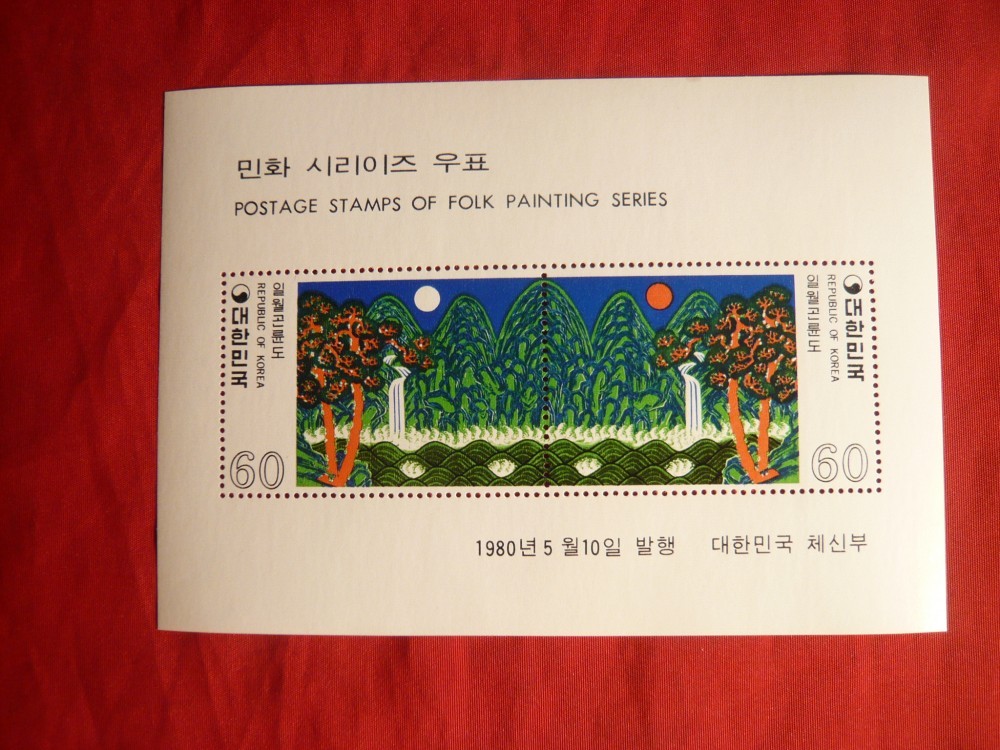 민화 시리이즈 우표
POSTAGE STAMPS OF FOLK PAINTING SERIES
대한민국
REPUBLIC OF KOREA
일월곤륜도
60
일월곤륜도
REPUBLIC OF KOREA
대한민국
60
1980년 5월10일 발행 대한민국 체신부